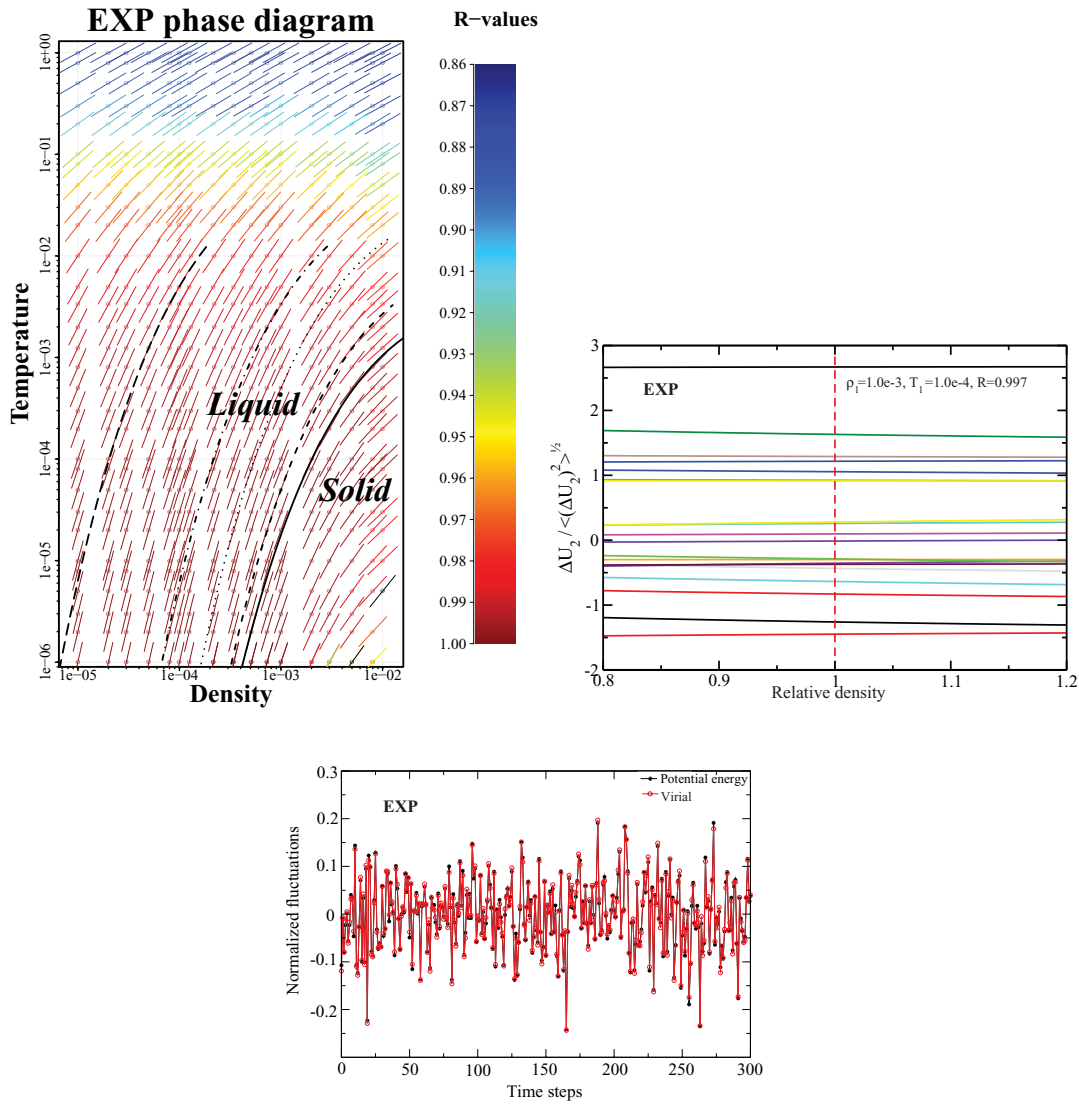 EXP phase diagram
R−values
1e+00
1e−01
1e−02
1e−03
1e−04
1e−05
1e−06
Temperature
Liquid
Solid
1e−05
1e−04
1e−03
1e−02
Density
0.86
0.87
0.88
0.89
0.90
0.91
0.92
0.93
0.94
0.95
0.96
0.97
0.98
0.99
1.00
3
2
1
0
-1
-2
ΔU₂ / <(ΔU₂)²>^½
EXP
ρ₁=1.0e-3, T₁=1.0e-4, R=0.997
0.8
0.9
1
1.1
1.2
Relative density
0.3
0.2
0.1
0
-0.1
-0.2
Normalized fluctuations
EXP
Potential energy
Virial
0
50
100
150
200
250
300
Time steps